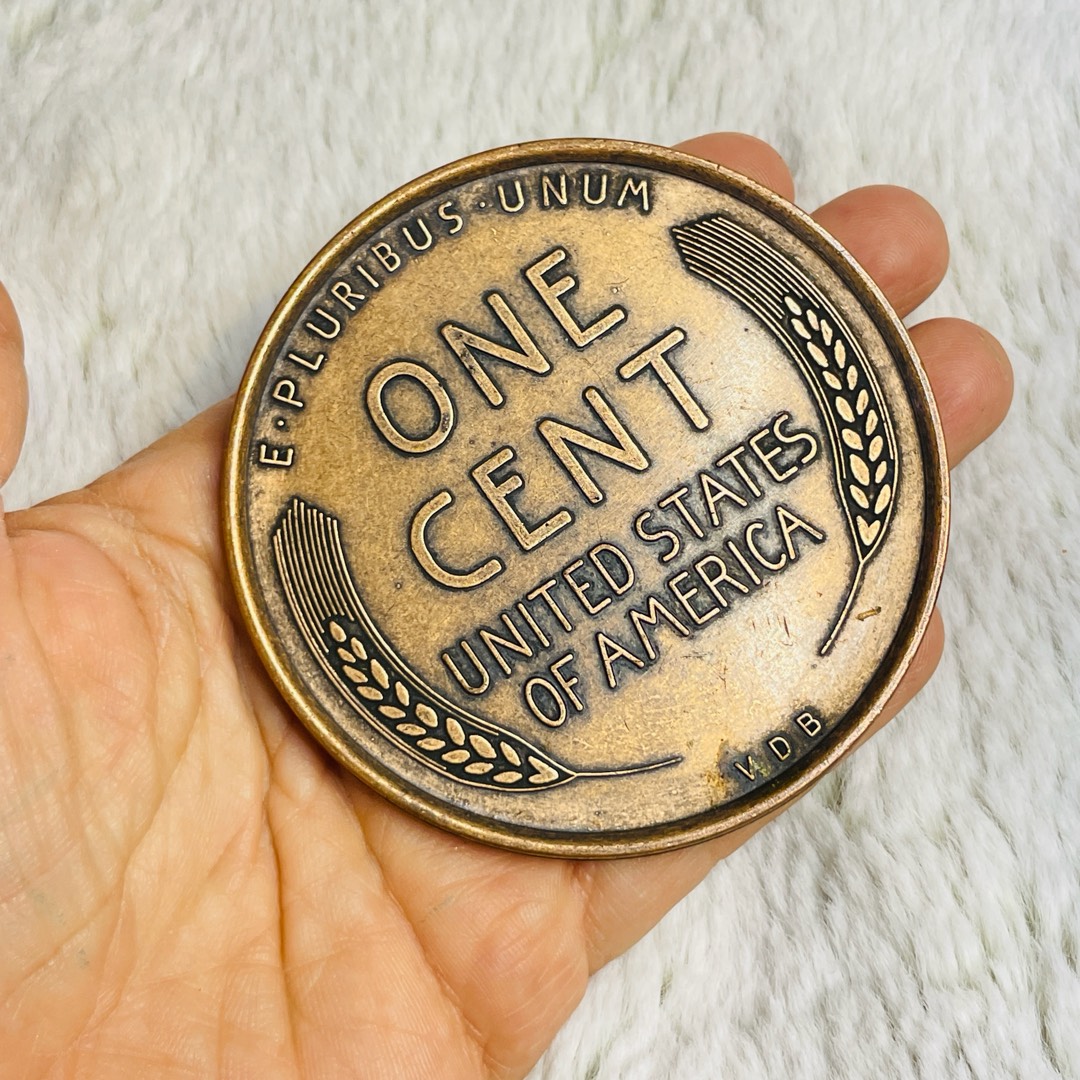 E·PLURIBUS·UNUM
ONE
CENT
UNITED STATES
OF AMERICA
VDB